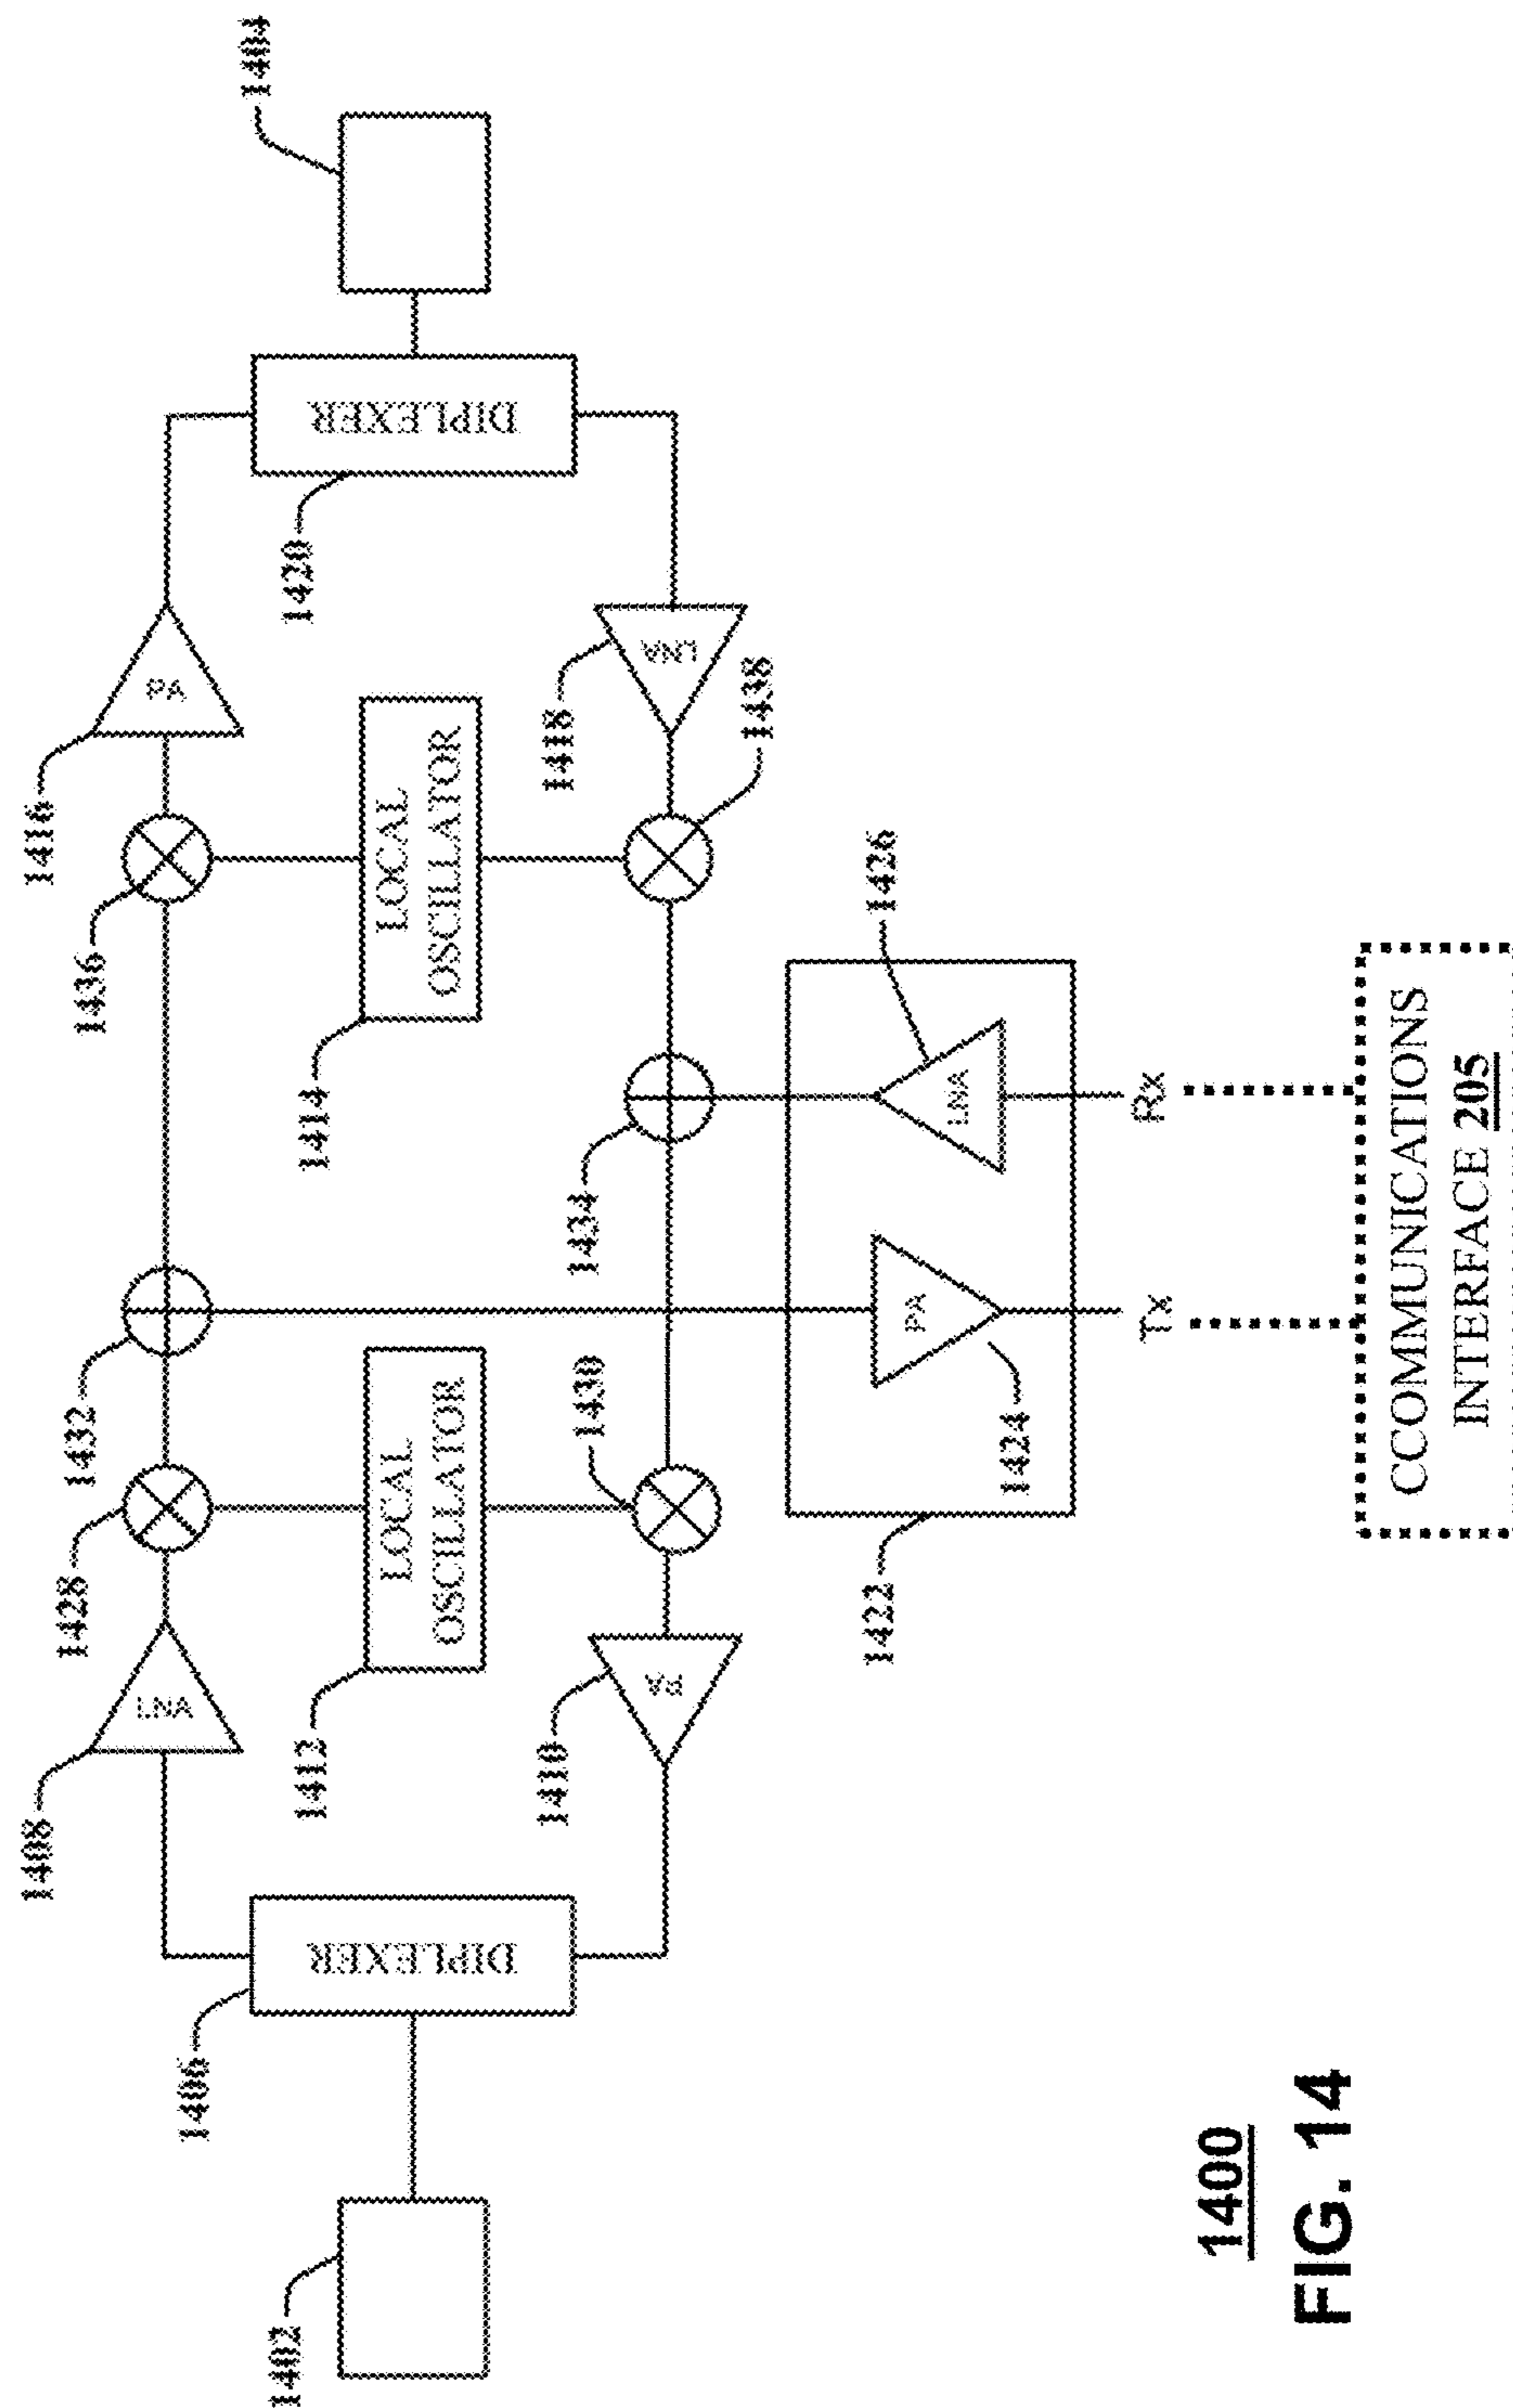 1404
1416
PA
1420
DIPLEXER
1436
1414
LOCAL
OSCILLATOR
1418
LNA
1438
1432
1434
1426
LNA
Rx
1428
1412
LOCAL
OSCILLATOR
1430
PA
1424
Tx
1422
CCOMMUNICATIONS
INTERFACE 205
1408
LNA
1410
PA
1406
DIPLEXER
1402
1400
FIG. 14